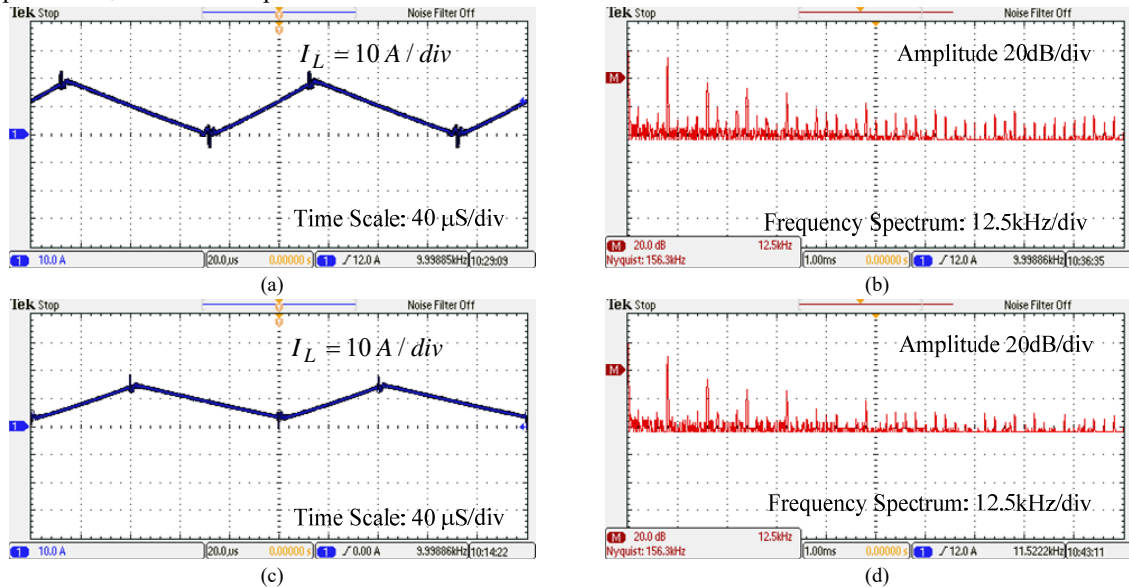 Tek Stop
Noise Filter Off
I_L = 10 A / div
1
Time Scale: 40 μS/div
1 10.0 A 20.0µs 0.00000 s 1 12.0 A 9.99885kHz 10:29:09
(a)
Tek Stop
Noise Filter Off
Amplitude 20dB/div
M
Frequency Spectrum: 12.5kHz/div
M 20.0 dB 12.5kHz
Nyquist: 156.3kHz 1.00ms 0.00000 s 1 12.0 A 9.99886kHz 10:36:35
(b)
Tek Stop
Noise Filter Off
I_L = 10 A / div
1
Time Scale: 40 μS/div
1 10.0 A 20.0µs 0.00000 s 1 0.00 A 9.99886kHz 10:14:22
(c)
Tek Stop
Noise Filter Off
Amplitude 20dB/div
M
Frequency Spectrum: 12.5kHz/div
M 20.0 dB 12.5kHz
Nyquist: 156.3kHz 1.00ms 0.00000 s 1 12.0 A 11.5222kHz 10:43:11
(d)